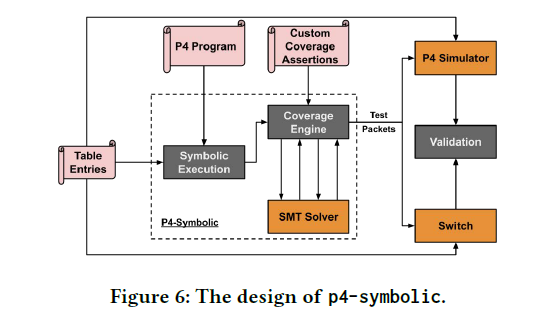 P4 Program
Custom
Coverage
Assertions
P4 Simulator
Coverage
Engine
Test
Packets
Validation
Table
Entries
Symbolic
Execution
SMT Solver
P4-Symbolic
Switch
Figure 6: The design of p4-symbolic.